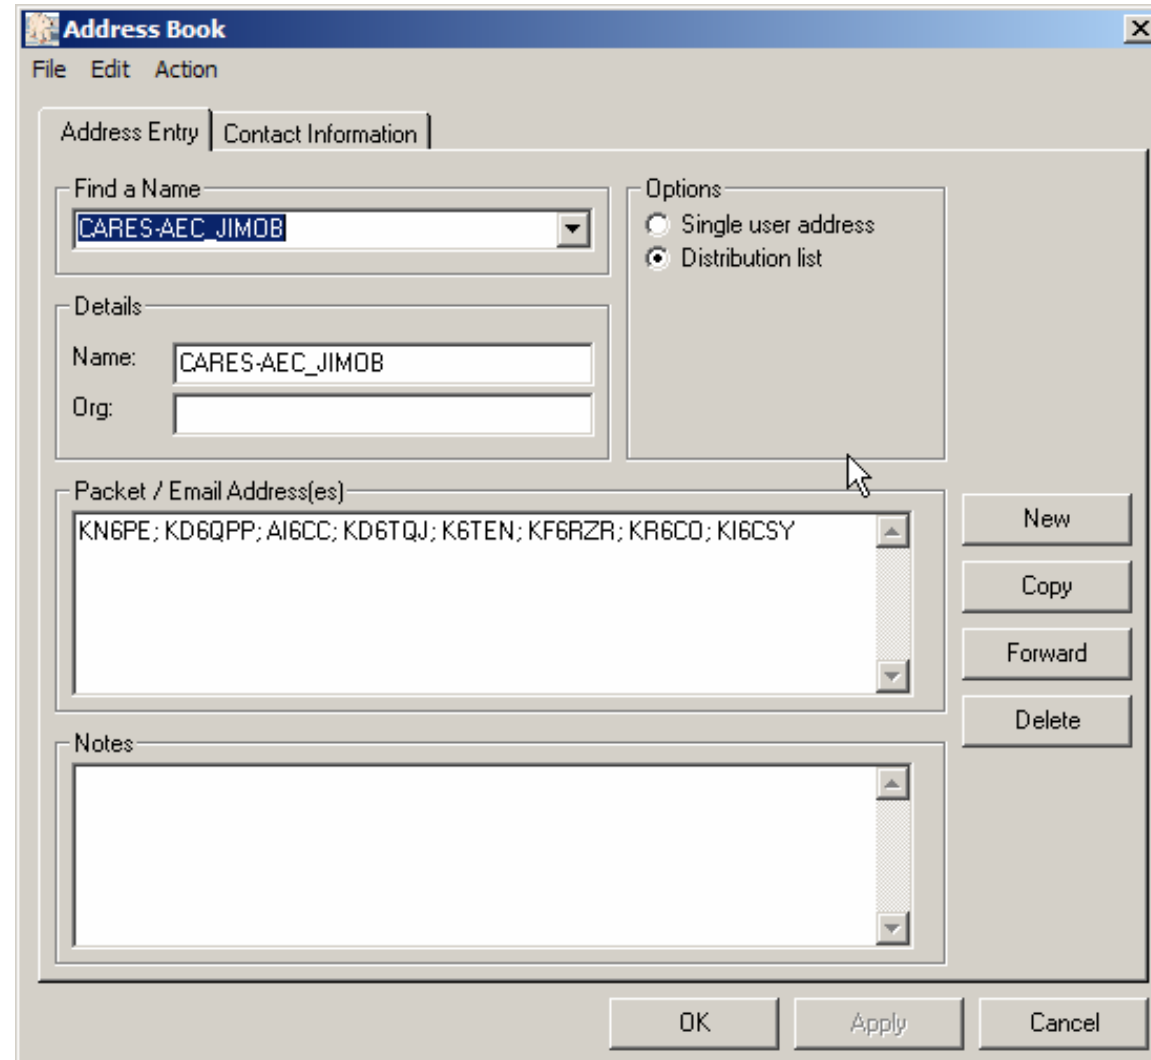 Address Book
File Edit Action
Address Entry Contact Information
Find a Name
CARES-AEC_JIMOB
Options
Single user address
Distribution list
Details
Name: CARES-AEC_JIMOB
Org:
Packet / Email Address(es)
KN6PE; KD6QPP; AI6CC; KD6TQJ; K6TEN; KF6RZR; KR6CO; KI6CSY
New
Copy
Forward
Delete
Notes
OK Apply Cancel